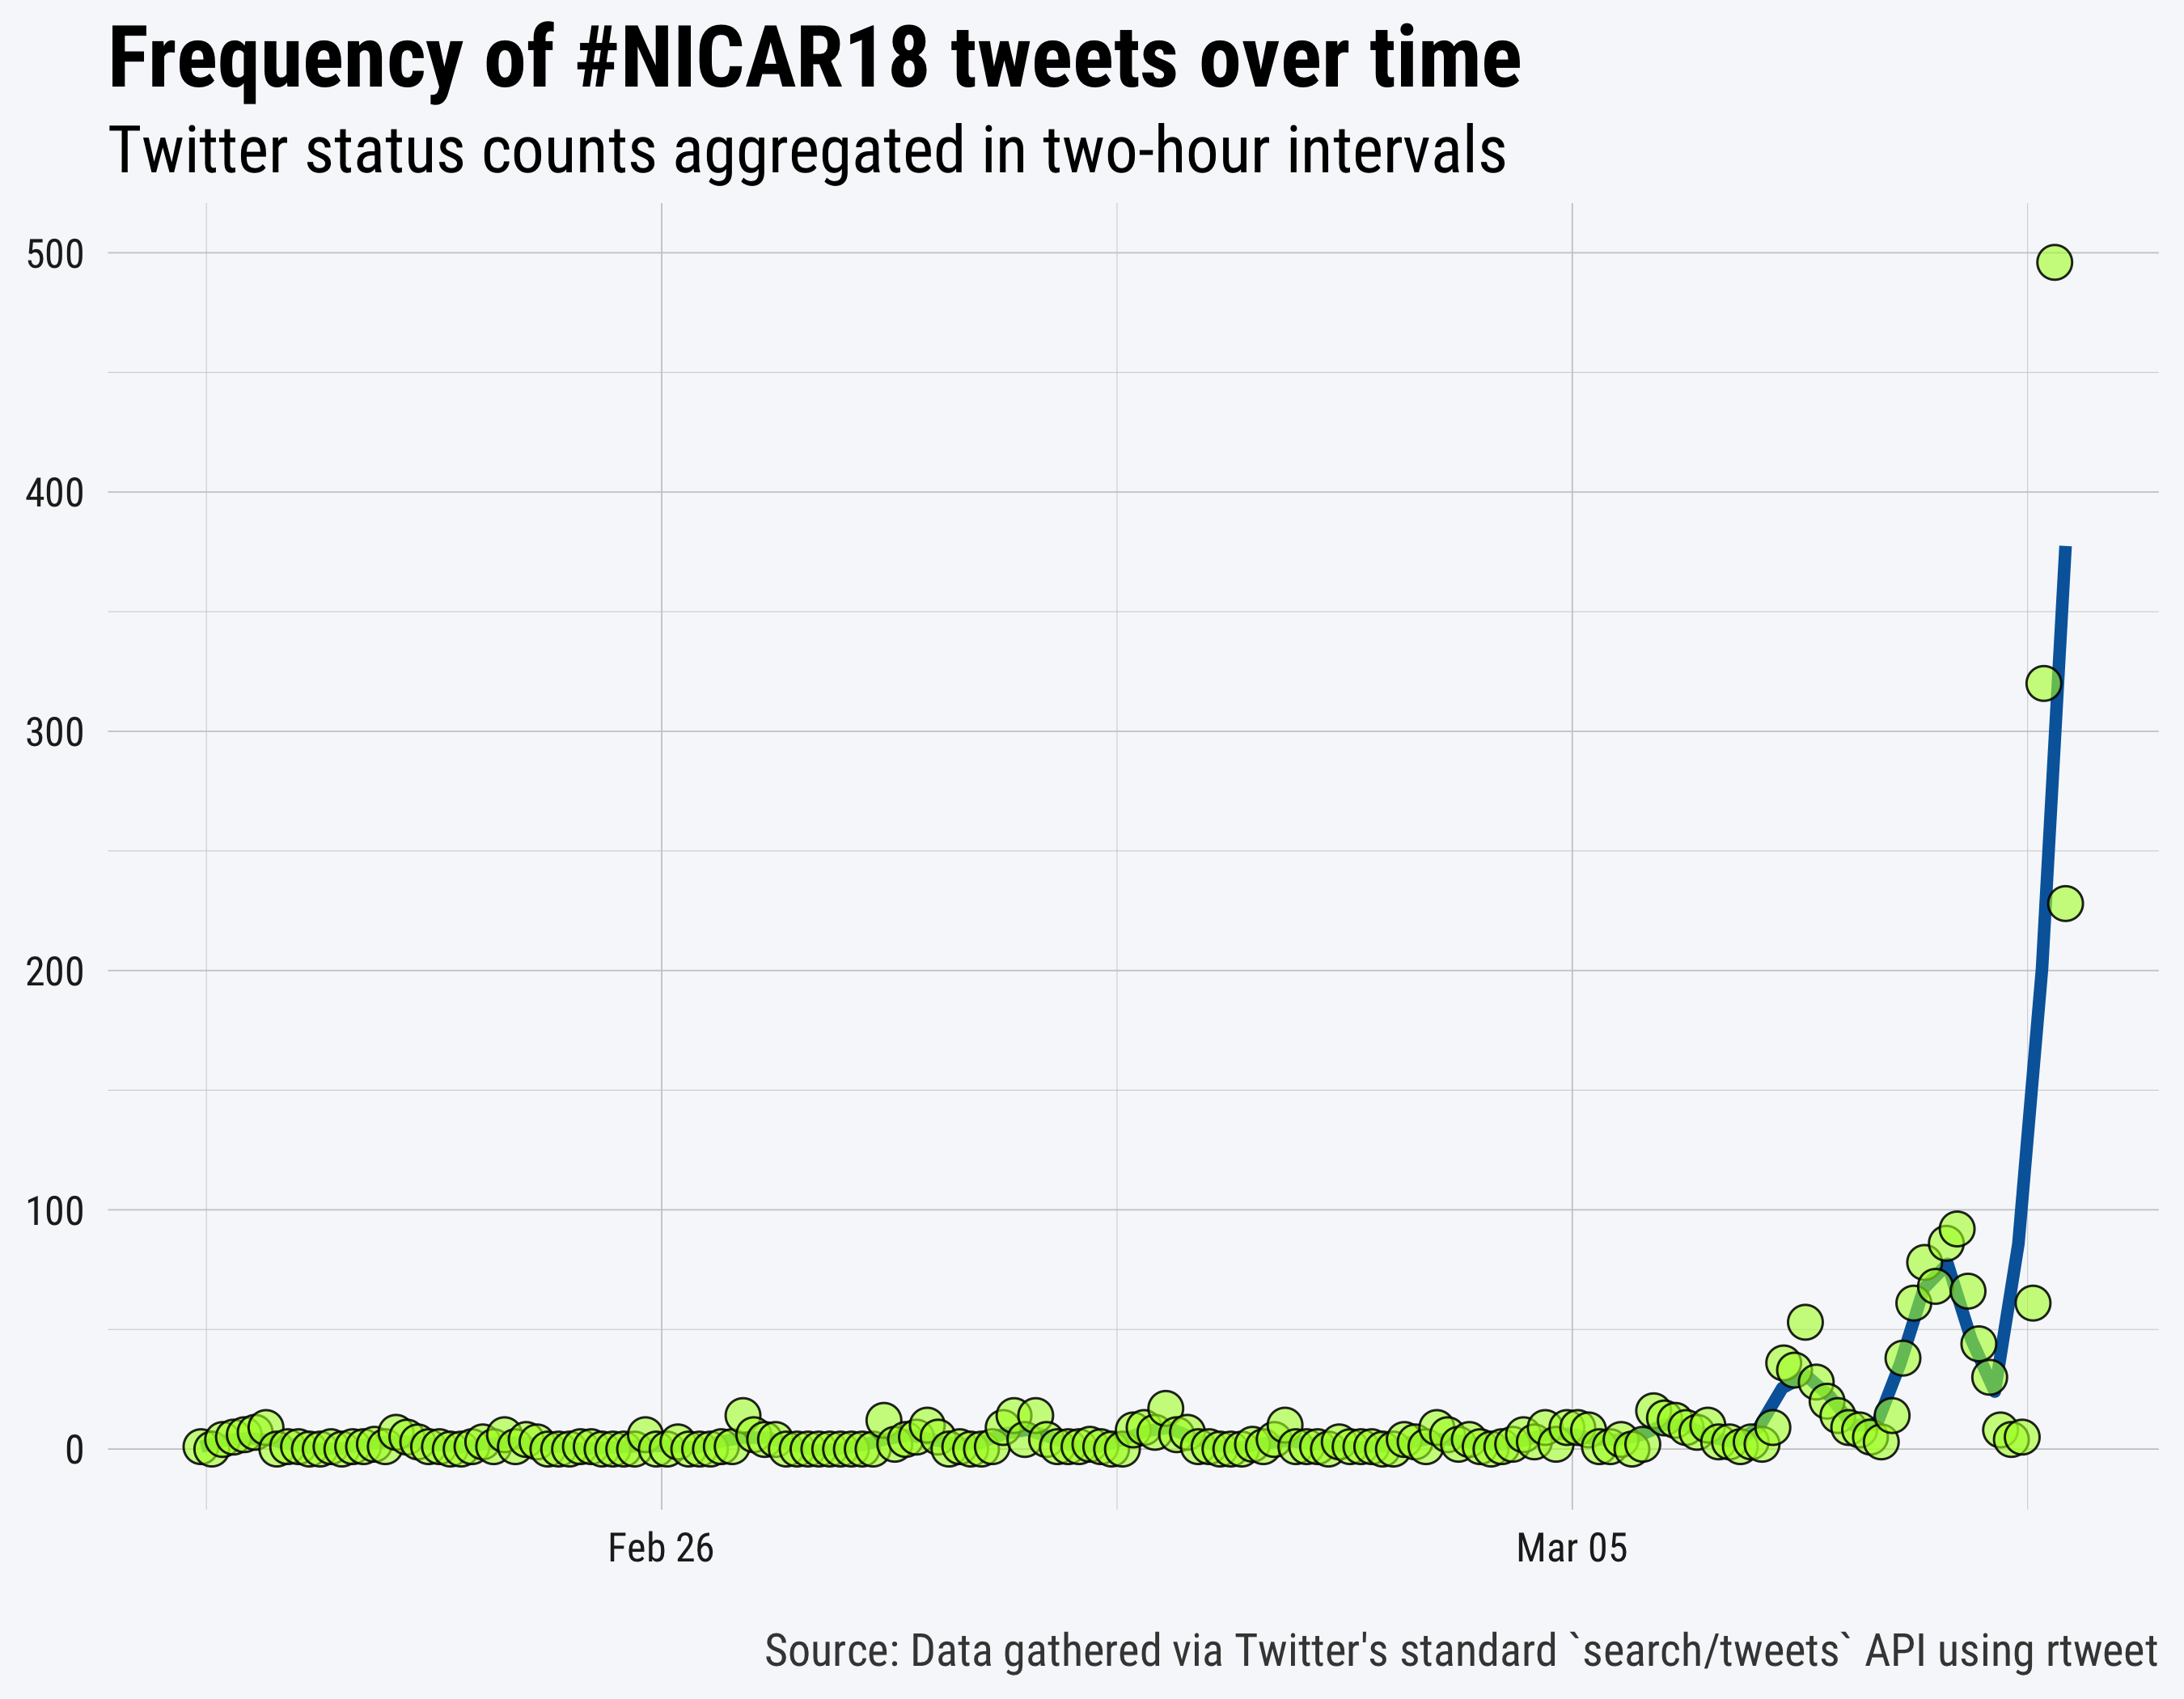 Frequency of #NICAR18 tweets over time
Twitter status counts aggregated in two-hour intervals
500
400
300
200
100
0
Feb 26 Mar 05
Source: Data gathered via Twitter's standard `search/tweets` API using rtweet